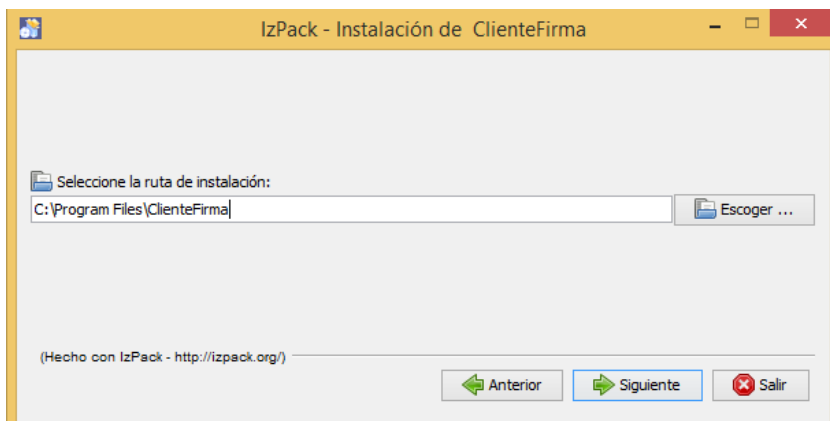 IzPack - Instalación de ClienteFirma
Seleccione la ruta de instalación:
C:\Program Files\ClienteFirma
Escoger ...
(Hecho con IzPack - http://izpack.org/)
Anterior
Siguiente
Salir